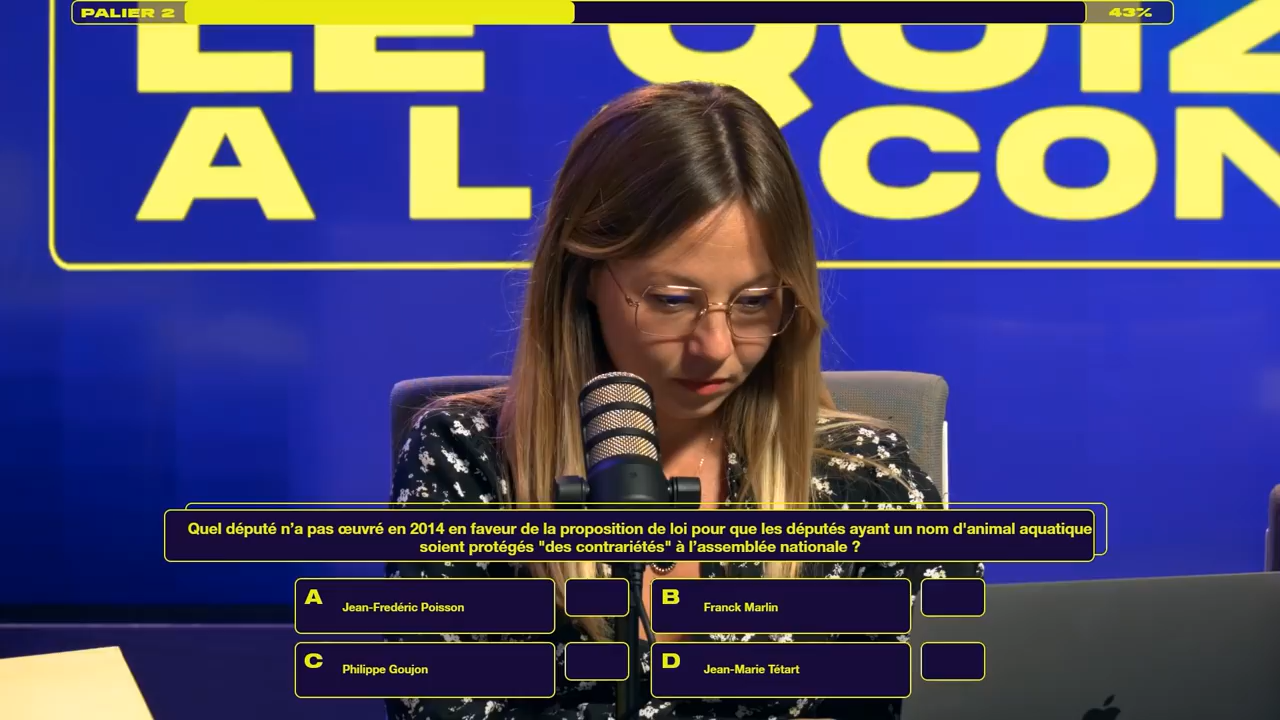 PALIER 2
43%
LE QUIZ
A L CON
Quel député n’a pas œuvré en 2014 en faveur de la proposition de loi pour que les députés ayant un nom d'animal aquatique
soient protégés "des contrariétés" à l’assemblée nationale ?
A Jean-Fredéric Poisson
B Franck Marlin
C Philippe Goujon
D Jean-Marie Tétart